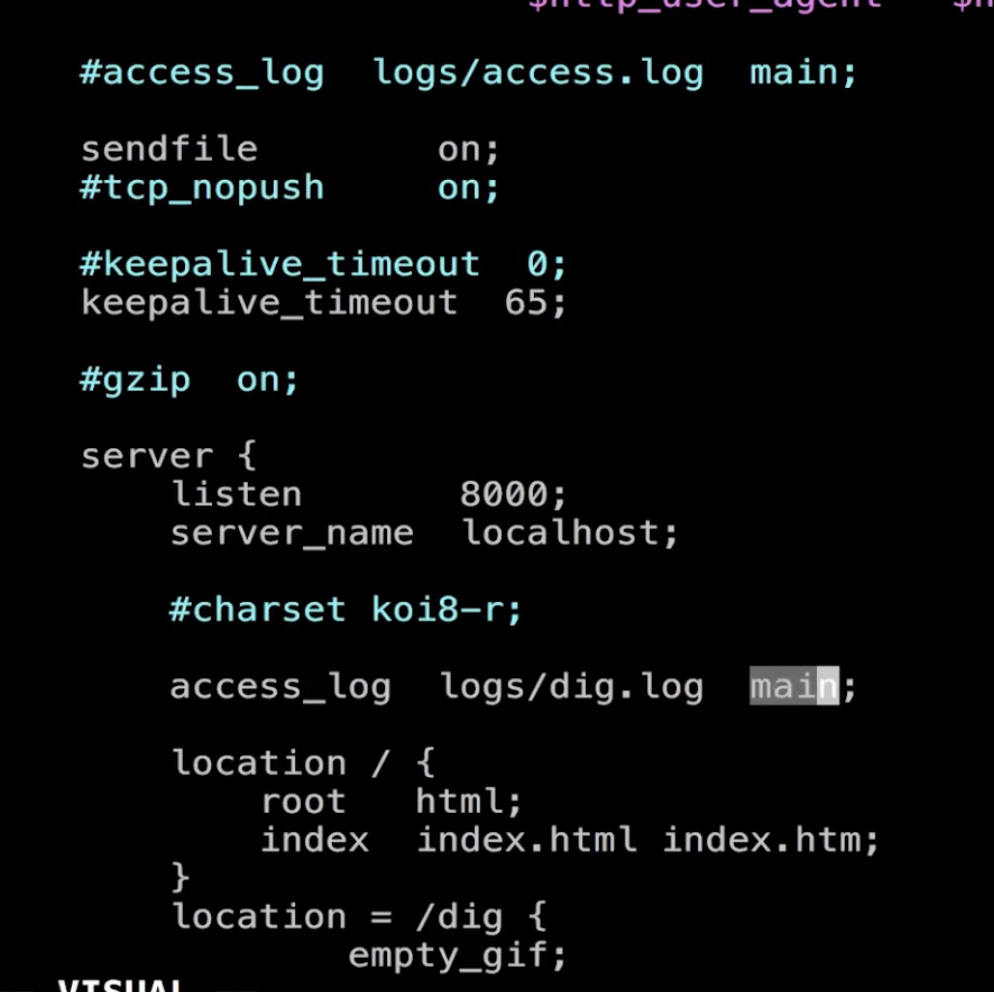 $http_user_agent
#access_log  logs/access.log  main;
sendfile        on;
#tcp_nopush     on;
#keepalive_timeout  0;
keepalive_timeout  65;
#gzip  on;
server {
    listen       8000;
    server_name  localhost;
    #charset koi8-r;
    access_log  logs/dig.log  main;
    location / {
        root   html;
        index  index.html index.htm;
    }
    location = /dig {
            empty_gif;
-- VISUAL --